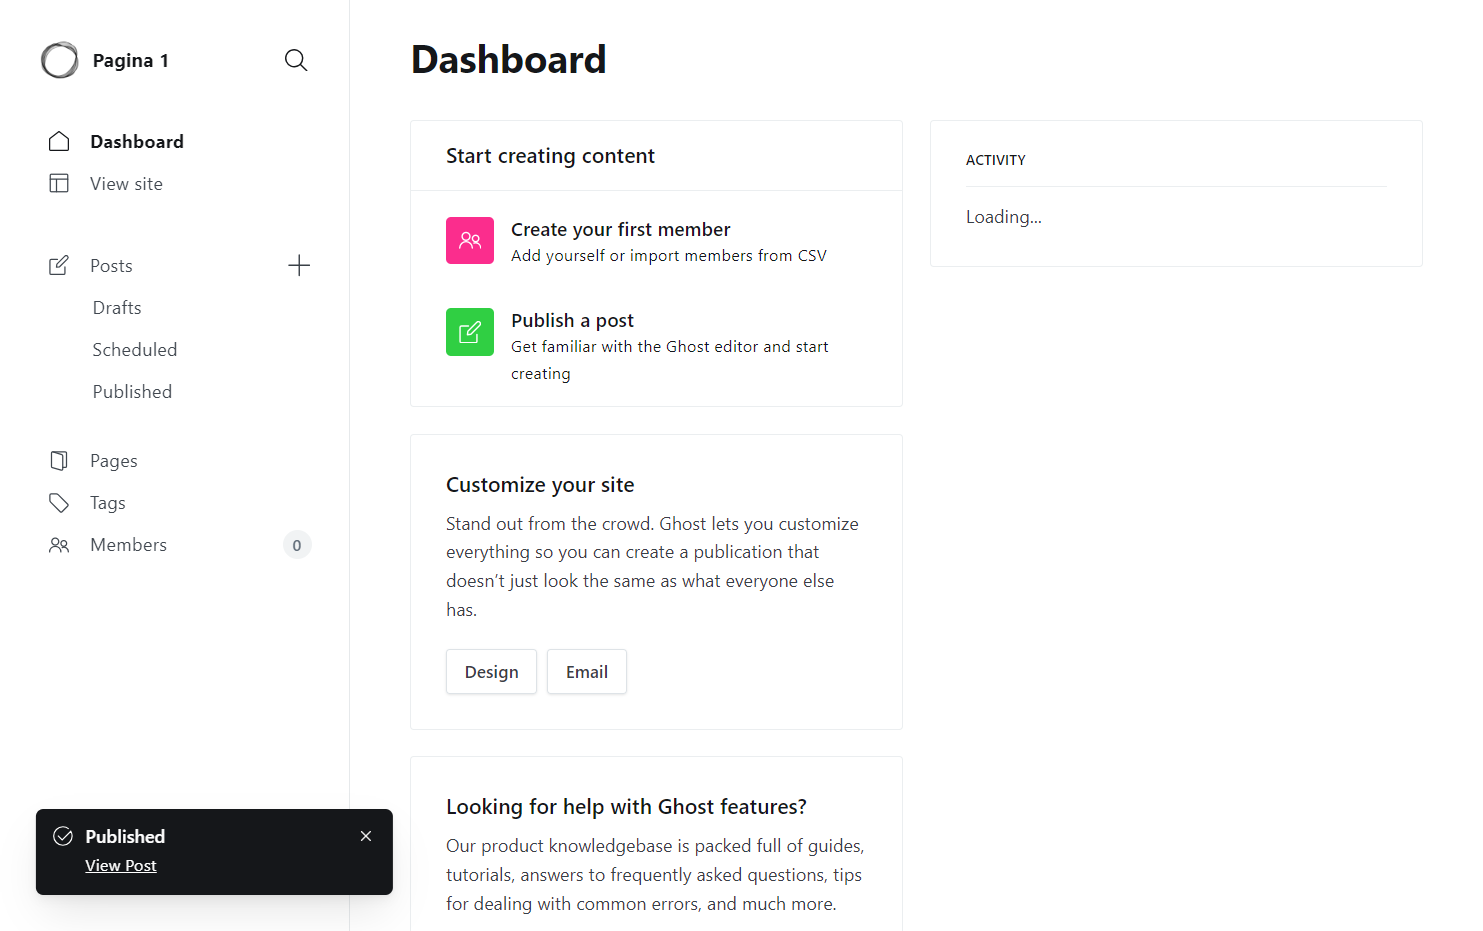 Pagina 1
Dashboard
View site
Posts
Drafts
Scheduled
Published
Pages
Tags
Members
0
Published
View Post
Dashboard
Start creating content
Create your first member
Add yourself or import members from CSV
Publish a post
Get familiar with the Ghost editor and start
creating
Customize your site
Stand out from the crowd. Ghost lets you customize
everything so you can create a publication that
doesn’t just look the same as what everyone else
has.
Design
Email
Looking for help with Ghost features?
Our product knowledgebase is packed full of guides,
tutorials, answers to frequently asked questions, tips
for dealing with common errors, and much more.
ACTIVITY
Loading...